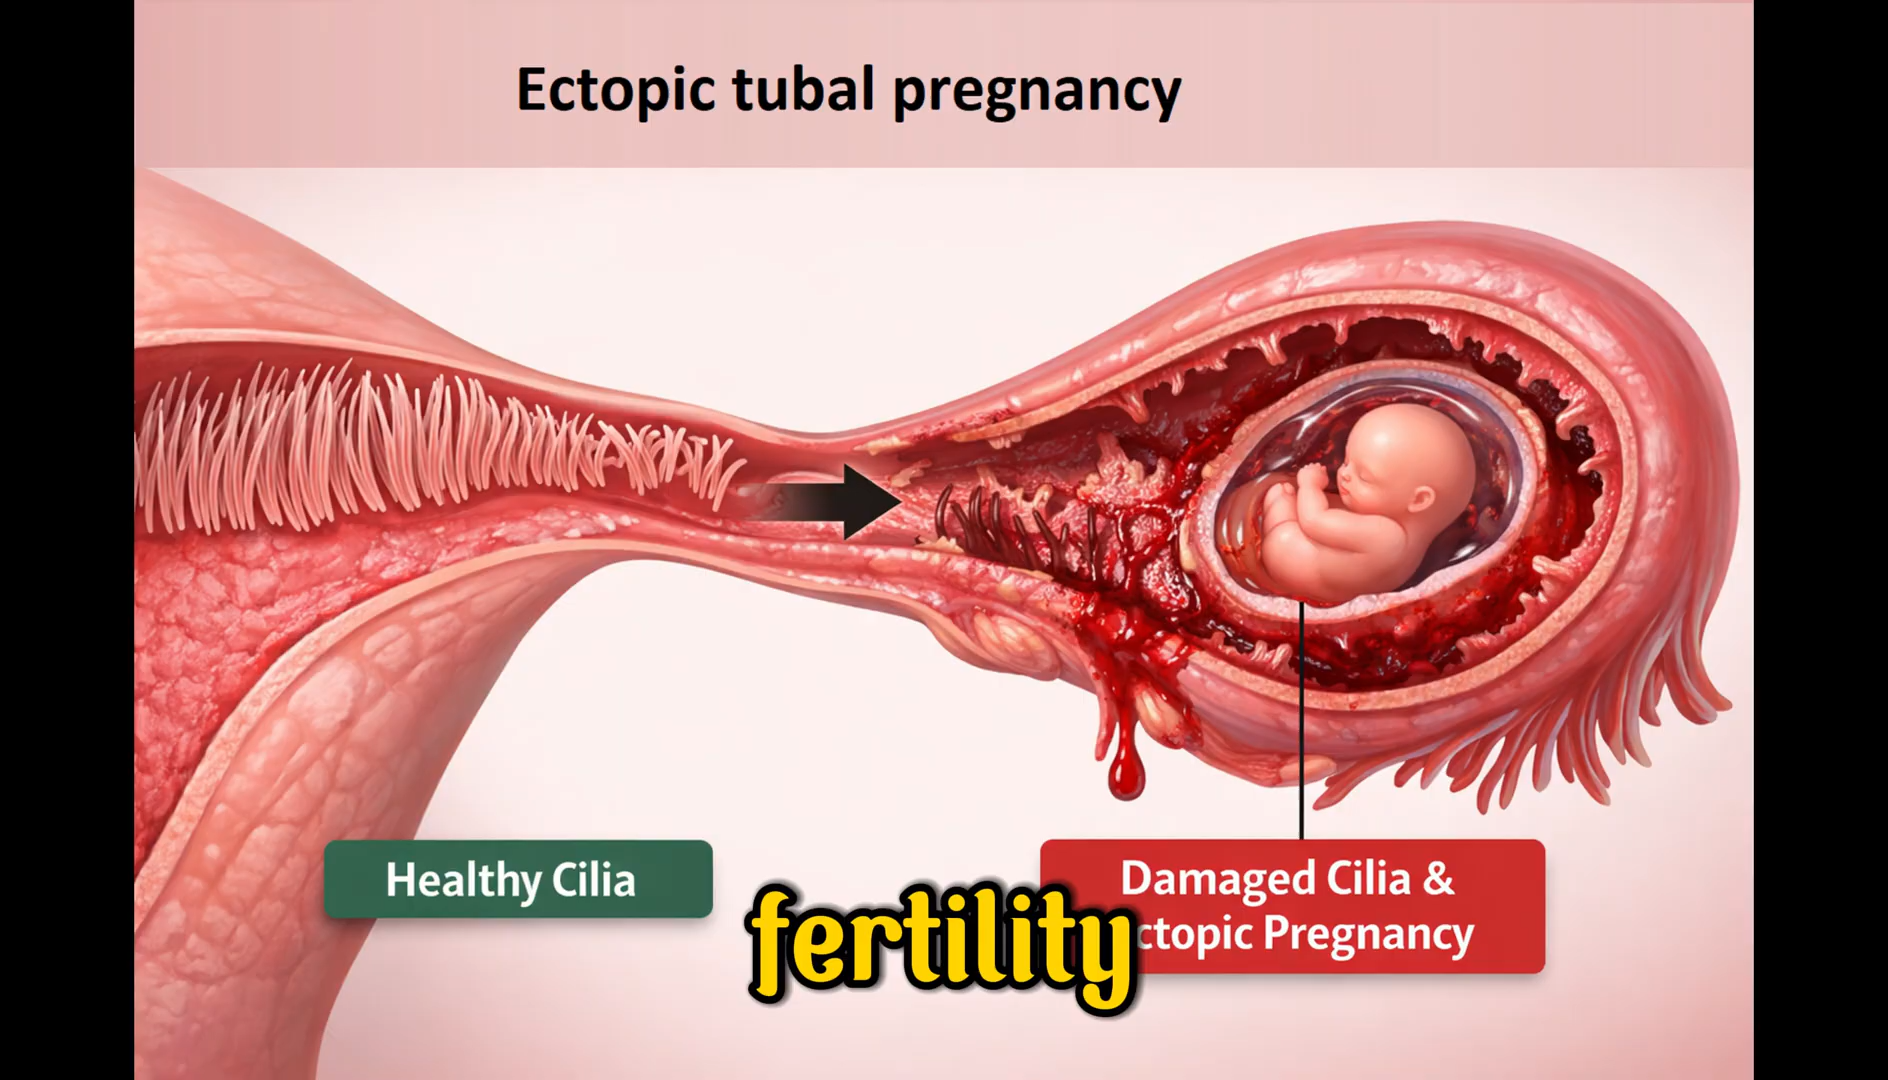 Ectopic tubal pregnancy
Healthy Cilia
Damaged Cilia &
ctopic Pregnancy
fertility